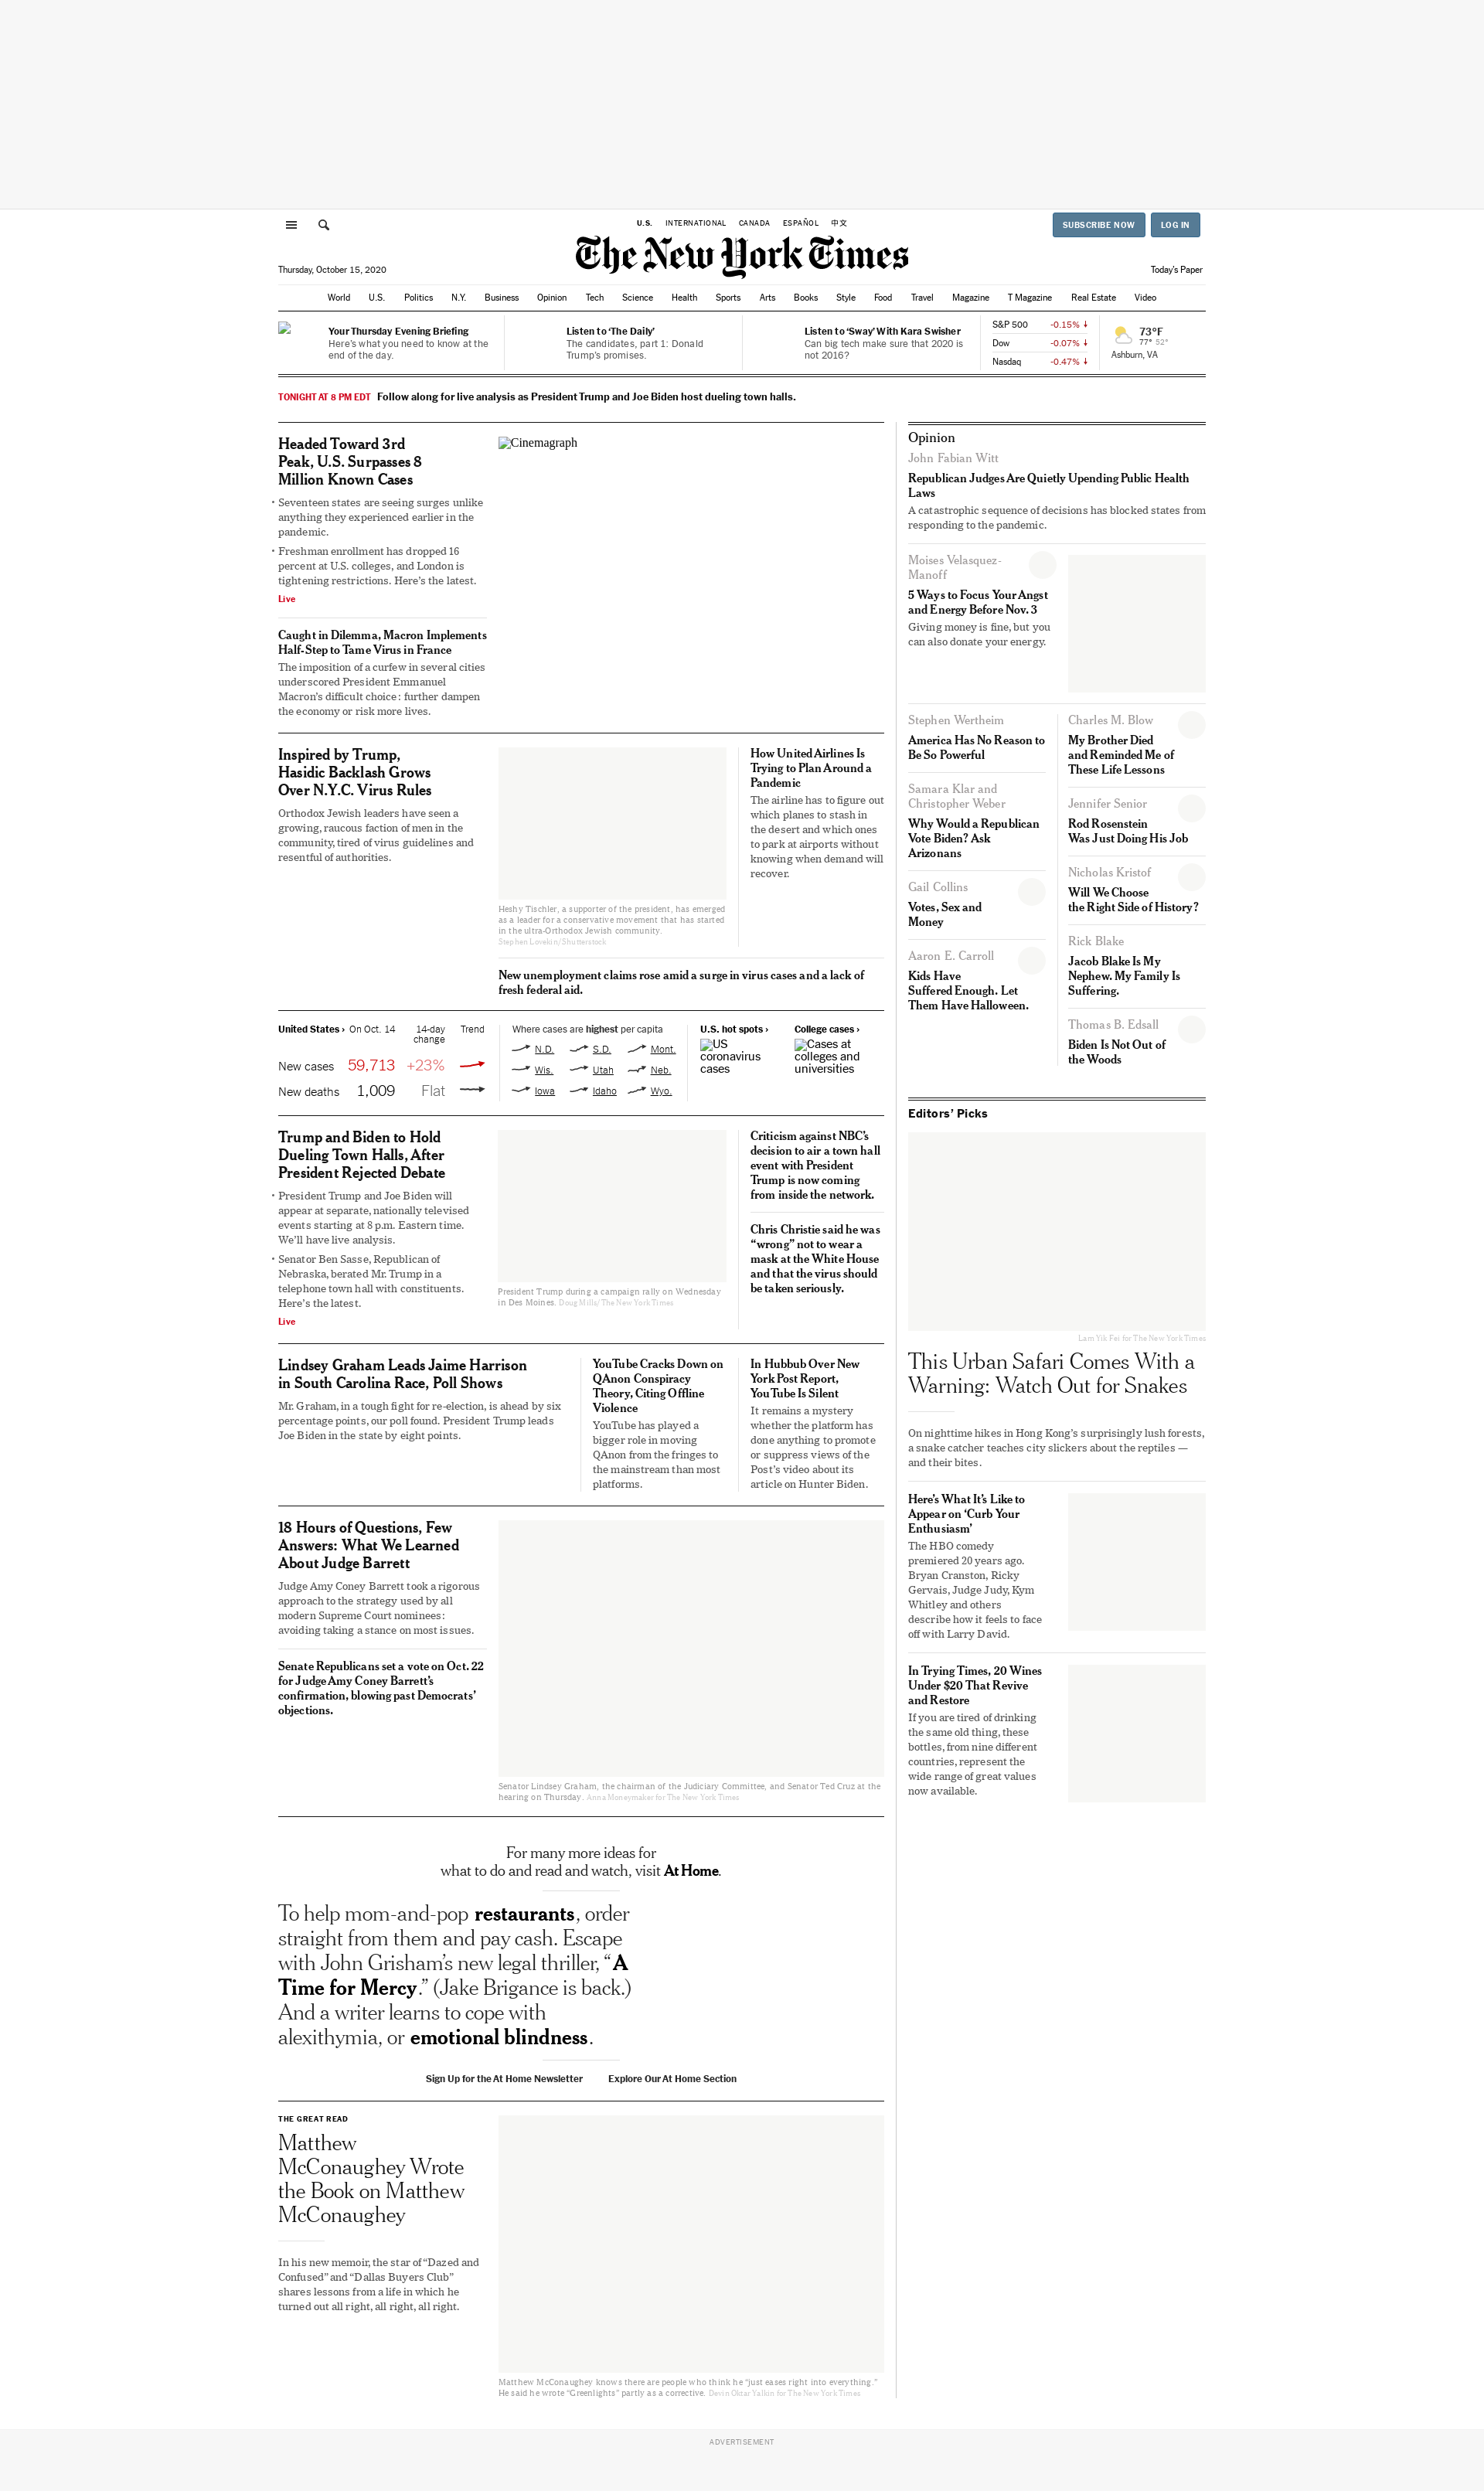 U.S.
INTERNATIONAL
CANADA
ESPAÑOL
中文
SUBSCRIBE NOW
LOG IN
The New York Times
Thursday, October 15, 2020
Today's Paper
World
U.S.
Politics
N.Y.
Business
Opinion
Tech
Science
Health
Sports
Arts
Books
Style
Food
Travel
Magazine
T Magazine
Real Estate
Video
Your Thursday Evening Briefing
Here's what you need to know at the
end of the day.
Listen to 'The Daily'
The candidates, part 1: Donald
Trump's promises.
Listen to 'Sway' With Kara Swisher
Can big tech make sure that 2020 is
not 2016?
S&P 500 -0.15% ↓
Dow -0.07% ↓
Nasdaq -0.47% ↓
73°F
77° 52°
Ashburn, VA
TONIGHT AT 8 PM EDT Follow along for live analysis as President Trump and Joe Biden host dueling town halls.
Headed Toward 3rd
Peak, U.S. Surpasses 8
Million Known Cases
• Seventeen states are seeing surges unlike
anything they experienced earlier in the
pandemic.
• Freshman enrollment has dropped 16
percent at U.S. colleges, and London is
tightening restrictions. Here's the latest.
Live
Caught in Dilemma, Macron Implements
Half-Step to Tame Virus in France
The imposition of a curfew in several cities
underscored President Emmanuel
Macron's difficult choice: further dampen
the economy or risk more lives.
Cinemagraph
Inspired by Trump,
Hasidic Backlash Grows
Over N.Y.C. Virus Rules
Orthodox Jewish leaders have seen a
growing, raucous faction of men in the
community, tired of virus guidelines and
resentful of authorities.
Heshy Tischler, a supporter of the president, has emerged
as a leader for a conservative movement that has started
in the ultra-Orthodox Jewish community.
Stephen Lovekin/Shutterstock
How United Airlines Is
Trying to Plan Around a
Pandemic
The airline has to figure out
which planes to stash in
the desert and which ones
to park at airports without
knowing when demand will
recover.
New unemployment claims rose amid a surge in virus cases and a lack of
fresh federal aid.
United States › On Oct. 14 14-day Trend
change
New cases 59,713 +23%
New deaths 1,009 Flat
Where cases are highest per capita
N.D. S.D. Mont.
Wis. Utah Neb.
Iowa Idaho Wyo.
U.S. hot spots ›
US
coronavirus
cases
College cases ›
Cases at
colleges and
universities
Trump and Biden to Hold
Dueling Town Halls, After
President Rejected Debate
• President Trump and Joe Biden will
appear at separate, nationally televised
events starting at 8 p.m. Eastern time.
We'll have live analysis.
• Senator Ben Sasse, Republican of
Nebraska, berated Mr. Trump in a
telephone town hall with constituents.
Here's the latest.
Live
President Trump during a campaign rally on Wednesday
in Des Moines. Doug Mills/The New York Times
Criticism against NBC's
decision to air a town hall
event with President
Trump is now coming
from inside the network.
Chris Christie said he was
“wrong” not to wear a
mask at the White House
and that the virus should
be taken seriously.
Lindsey Graham Leads Jaime Harrison
in South Carolina Race, Poll Shows
Mr. Graham, in a tough fight for re-election, is ahead by six
percentage points, our poll found. President Trump leads
Joe Biden in the state by eight points.
YouTube Cracks Down on
QAnon Conspiracy
Theory, Citing Offline
Violence
YouTube has played a
bigger role in moving
QAnon from the fringes to
the mainstream than most
platforms.
In Hubbub Over New
York Post Report,
YouTube Is Silent
It remains a mystery
whether the platform has
done anything to promote
or suppress views of the
Post's video about its
article on Hunter Biden.
18 Hours of Questions, Few
Answers: What We Learned
About Judge Barrett
Judge Amy Coney Barrett took a rigorous
approach to the strategy used by all
modern Supreme Court nominees:
avoiding taking a stance on most issues.
Senate Republicans set a vote on Oct. 22
for Judge Amy Coney Barrett's
confirmation, blowing past Democrats'
objections.
Senator Lindsey Graham, the chairman of the Judiciary Committee, and Senator Ted Cruz at the
hearing on Thursday. Anna Moneymaker for The New York Times
For many more ideas for
what to do and read and watch, visit At Home.
To help mom-and-pop restaurants, order
straight from them and pay cash. Escape
with John Grisham's new legal thriller, “A
Time for Mercy.” (Jake Brigance is back.)
And a writer learns to cope with
alexithymia, or emotional blindness.
Sign Up for the At Home Newsletter
Explore Our At Home Section
THE GREAT READ
Matthew
McConaughey Wrote
the Book on Matthew
McConaughey
In his new memoir, the star of “Dazed and
Confused” and “Dallas Buyers Club”
shares lessons from a life in which he
turned out all right, all right, all right.
Matthew McConaughey knows there are people who think he “just eases right into everything.”
He said he wrote “Greenlights” partly as a corrective. Devin Oktar Yalkin for The New York Times
Opinion
John Fabian Witt
Republican Judges Are Quietly Upending Public Health
Laws
A catastrophic sequence of decisions has blocked states from
responding to the pandemic.
Moises Velasquez-
Manoff
5 Ways to Focus Your Angst
and Energy Before Nov. 3
Giving money is fine, but you
can also donate your energy.
Stephen Wertheim
America Has No Reason to
Be So Powerful
Samara Klar and
Christopher Weber
Why Would a Republican
Vote Biden? Ask
Arizonans
Gail Collins
Votes, Sex and
Money
Aaron E. Carroll
Kids Have
Suffered Enough. Let
Them Have Halloween.
Charles M. Blow
My Brother Died
and Reminded Me of
These Life Lessons
Jennifer Senior
Rod Rosenstein
Was Just Doing His Job
Nicholas Kristof
Will We Choose
the Right Side of History?
Rick Blake
Jacob Blake Is My
Nephew. My Family Is
Suffering.
Thomas B. Edsall
Biden Is Not Out of
the Woods
Editors' Picks
Lam Yik Fei for The New York Times
This Urban Safari Comes With a
Warning: Watch Out for Snakes
On nighttime hikes in Hong Kong's surprisingly lush forests,
a snake catcher teaches city slickers about the reptiles —
and their bites.
Here's What It's Like to
Appear on 'Curb Your
Enthusiasm'
The HBO comedy
premiered 20 years ago.
Bryan Cranston, Ricky
Gervais, Judge Judy, Kym
Whitley and others
describe how it feels to face
off with Larry David.
In Trying Times, 20 Wines
Under $20 That Revive
and Restore
If you are tired of drinking
the same old thing, these
bottles, from nine different
countries, represent the
wide range of great values
now available.
ADVERTISEMENT